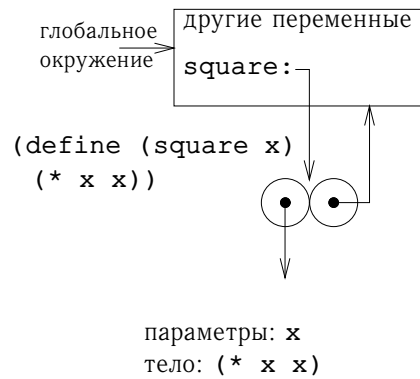 другие переменные
глобальное
окружение
square:
(define (square x)
(* x x))
параметры: x
тело: (* x x)